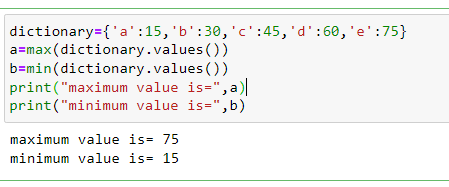 dictionary={'a':15,'b':30,'c':45,'d':60,'e':75}
a=max(dictionary.values())
b=min(dictionary.values())
print("maximum value is=",a)
print("minimum value is=",b)
maximum value is= 75
minimum value is= 15